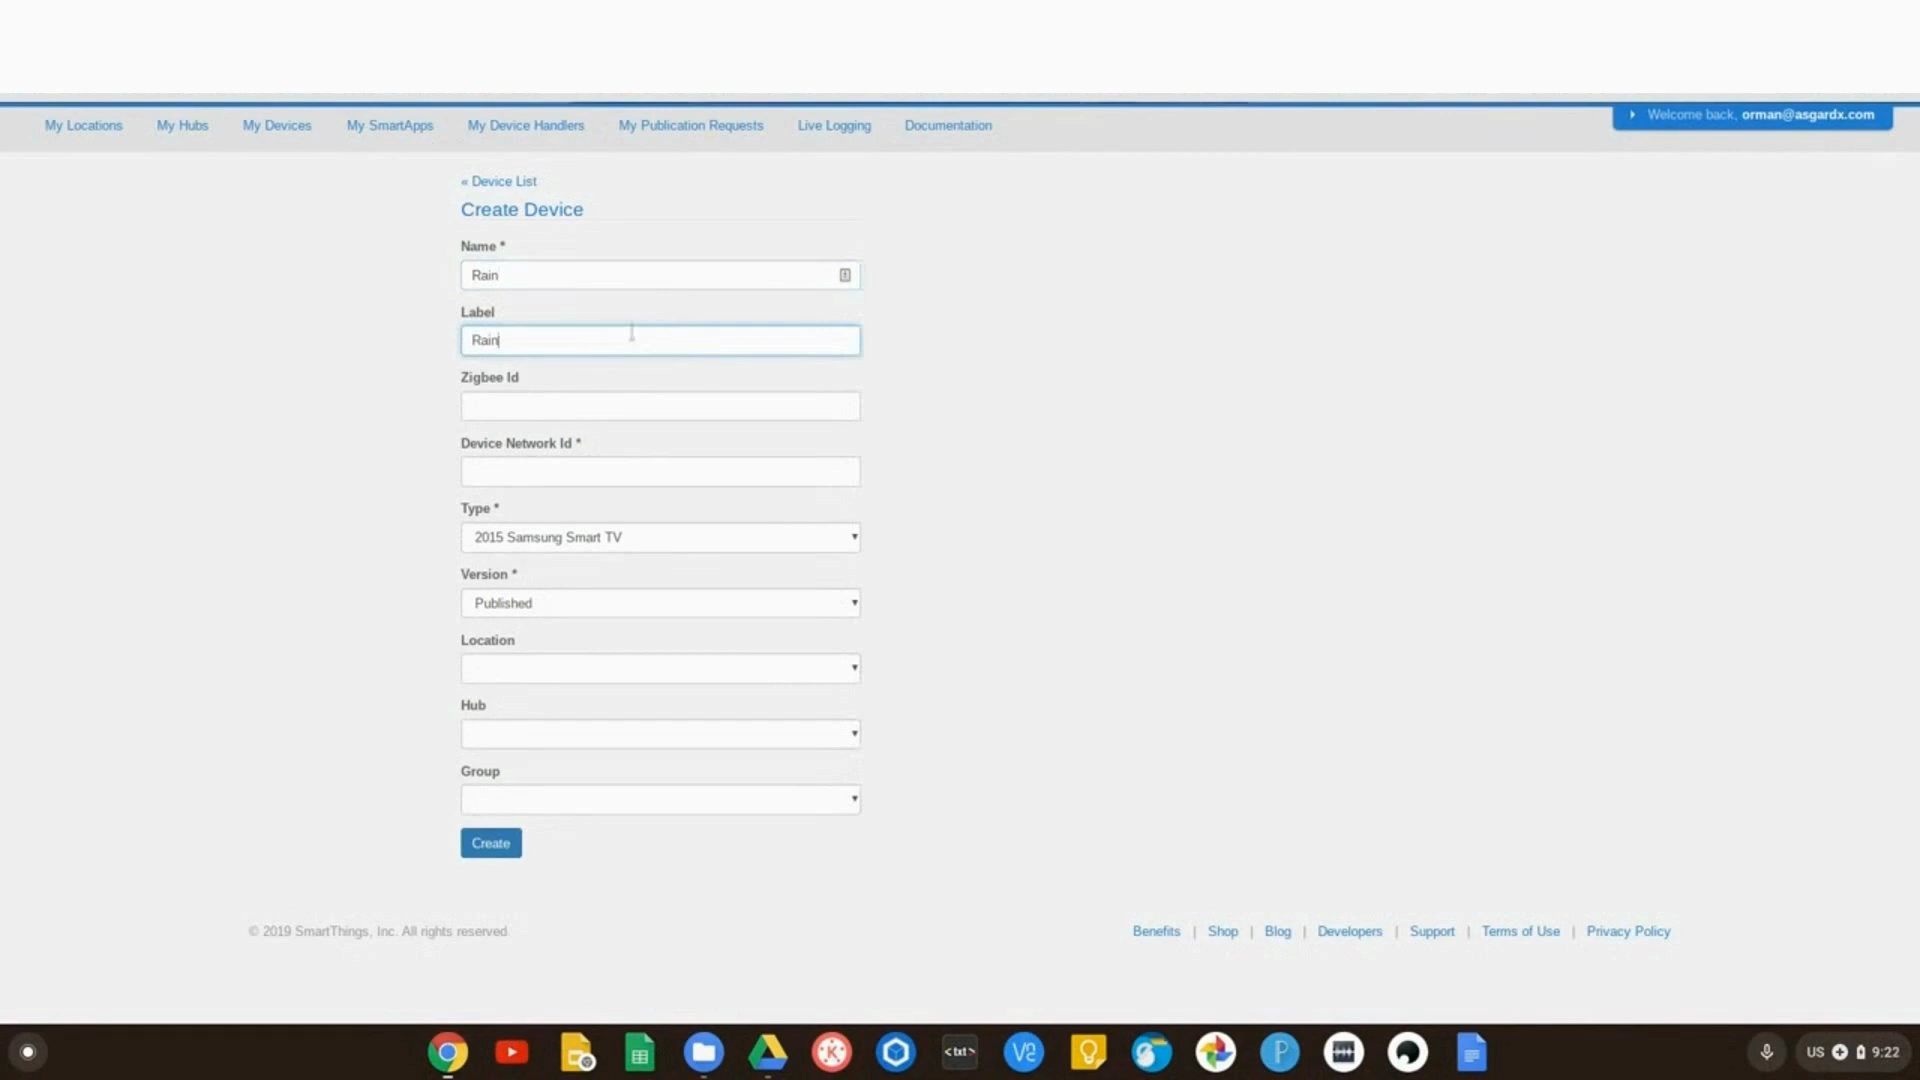 My Locations My Hubs My Devices My SmartApps My Device Handlers My Publication Requests Live Logging Documentation Welcome back, orman@asgardx.com
« Device List
Create Device
Name *
Rain
Label
Rain
Zigbee Id
Device Network Id *
Type *
2015 Samsung Smart TV
Version *
Published
Location
Hub
Group
Create
© 2019 SmartThings, Inc. All rights reserved. Benefits | Shop | Blog | Developers | Support | Terms of Use | Privacy Policy
K <txt> V2 P US 9:22